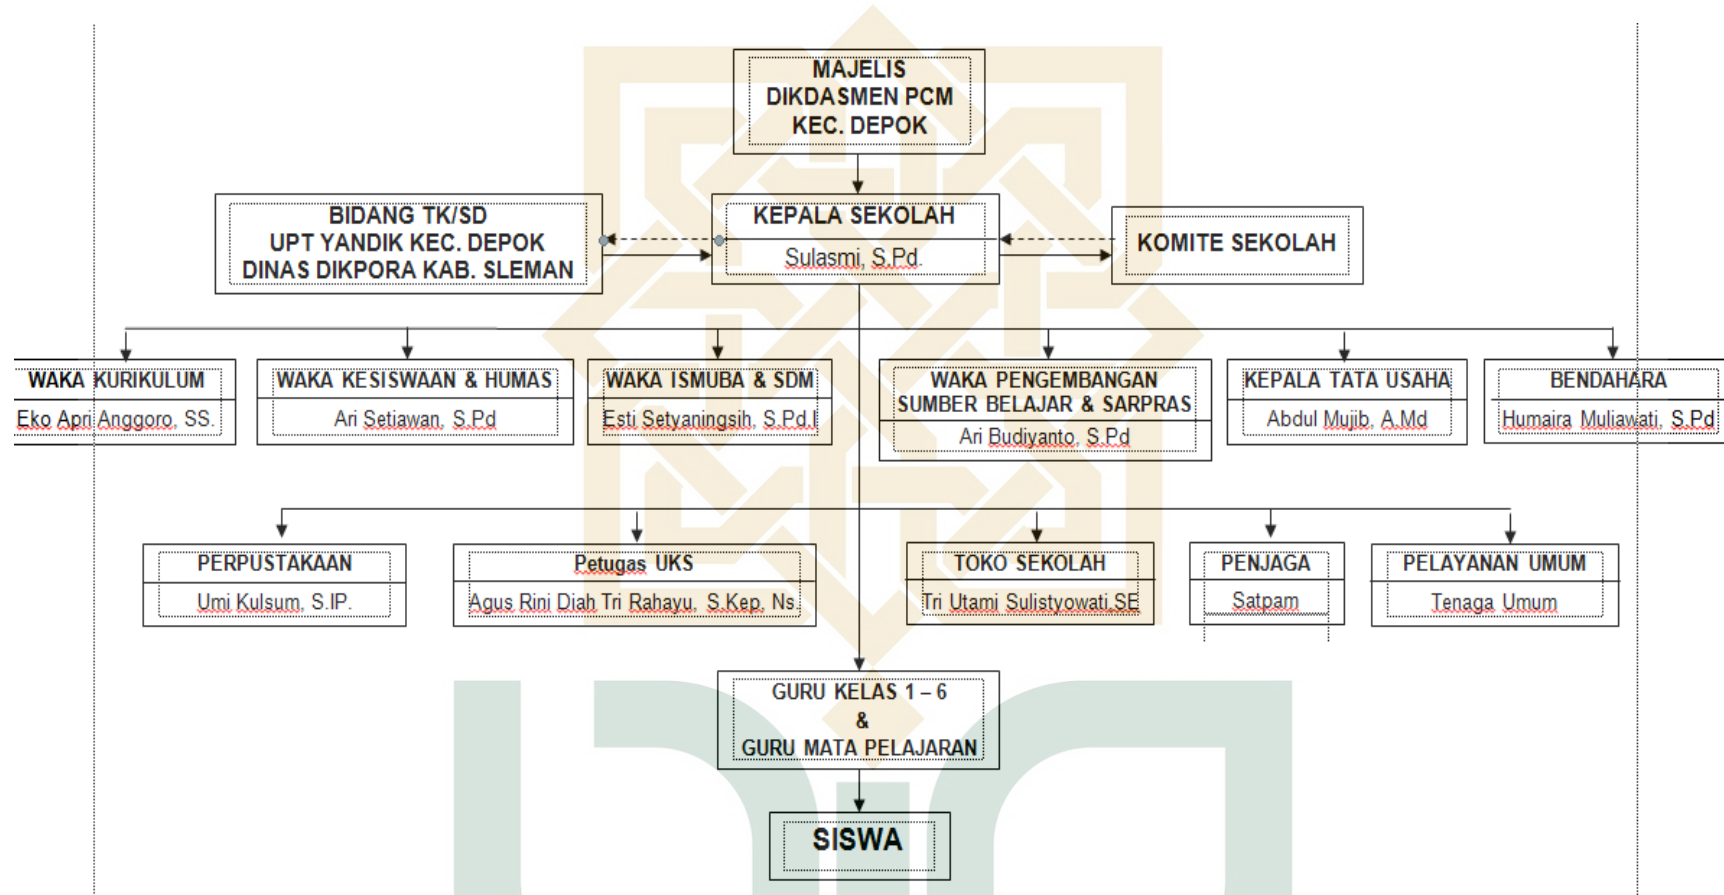 MAJELIS
DIKDASMEN PCM
KEC. DEPOK
BIDANG TK/SD
UPT YANDIK KEC. DEPOK
DINAS DIKPORA KAB. SLEMAN
KEPALA SEKOLAH
Sulasmi, S.Pd.
KOMITE SEKOLAH
WAKA KURIKULUM
Eko Apri Anggoro, SS.
WAKA KESISWAAN & HUMAS
Ari Setiawan, S.Pd
WAKA ISMUBA & SDM
Esti Setyaningsih, S.Pd.I
WAKA PENGEMBANGAN
SUMBER BELAJAR & SARPRAS
Ari Budiyanto, S.Pd
KEPALA TATA USAHA
Abdul Mujib, A.Md
BENDAHARA
Humaira Muliawati, S.Pd
PERPUSTAKAAN
Umi Kulsum, S.IP.
Petugas UKS
Agus Rini Diah Tri Rahayu, S.Kep, Ns.
TOKO SEKOLAH
Tri Utami Sulistyowati,SE
PENJAGA
Satpam
PELAYANAN UMUM
Tenaga Umum
GURU KELAS 1 – 6
&
GURU MATA PELAJARAN
SISWA